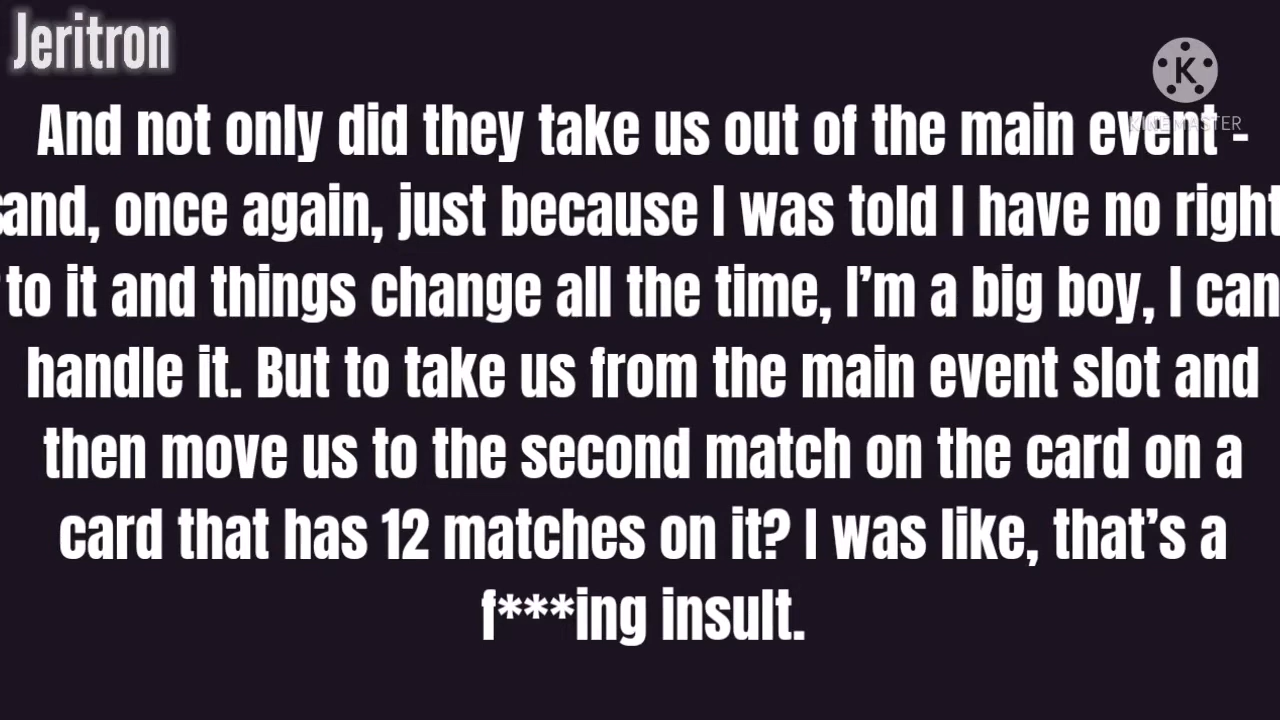 Jeritron
K
KINEMASTER
And not only did they take us out of the main event -
and, once again, just because I was told I have no right
to it and things change all the time, I’m a big boy, I can
handle it. But to take us from the main event slot and
then move us to the second match on the card on a
card that has 12 matches on it? I was like, that’s a
f***ing insult.